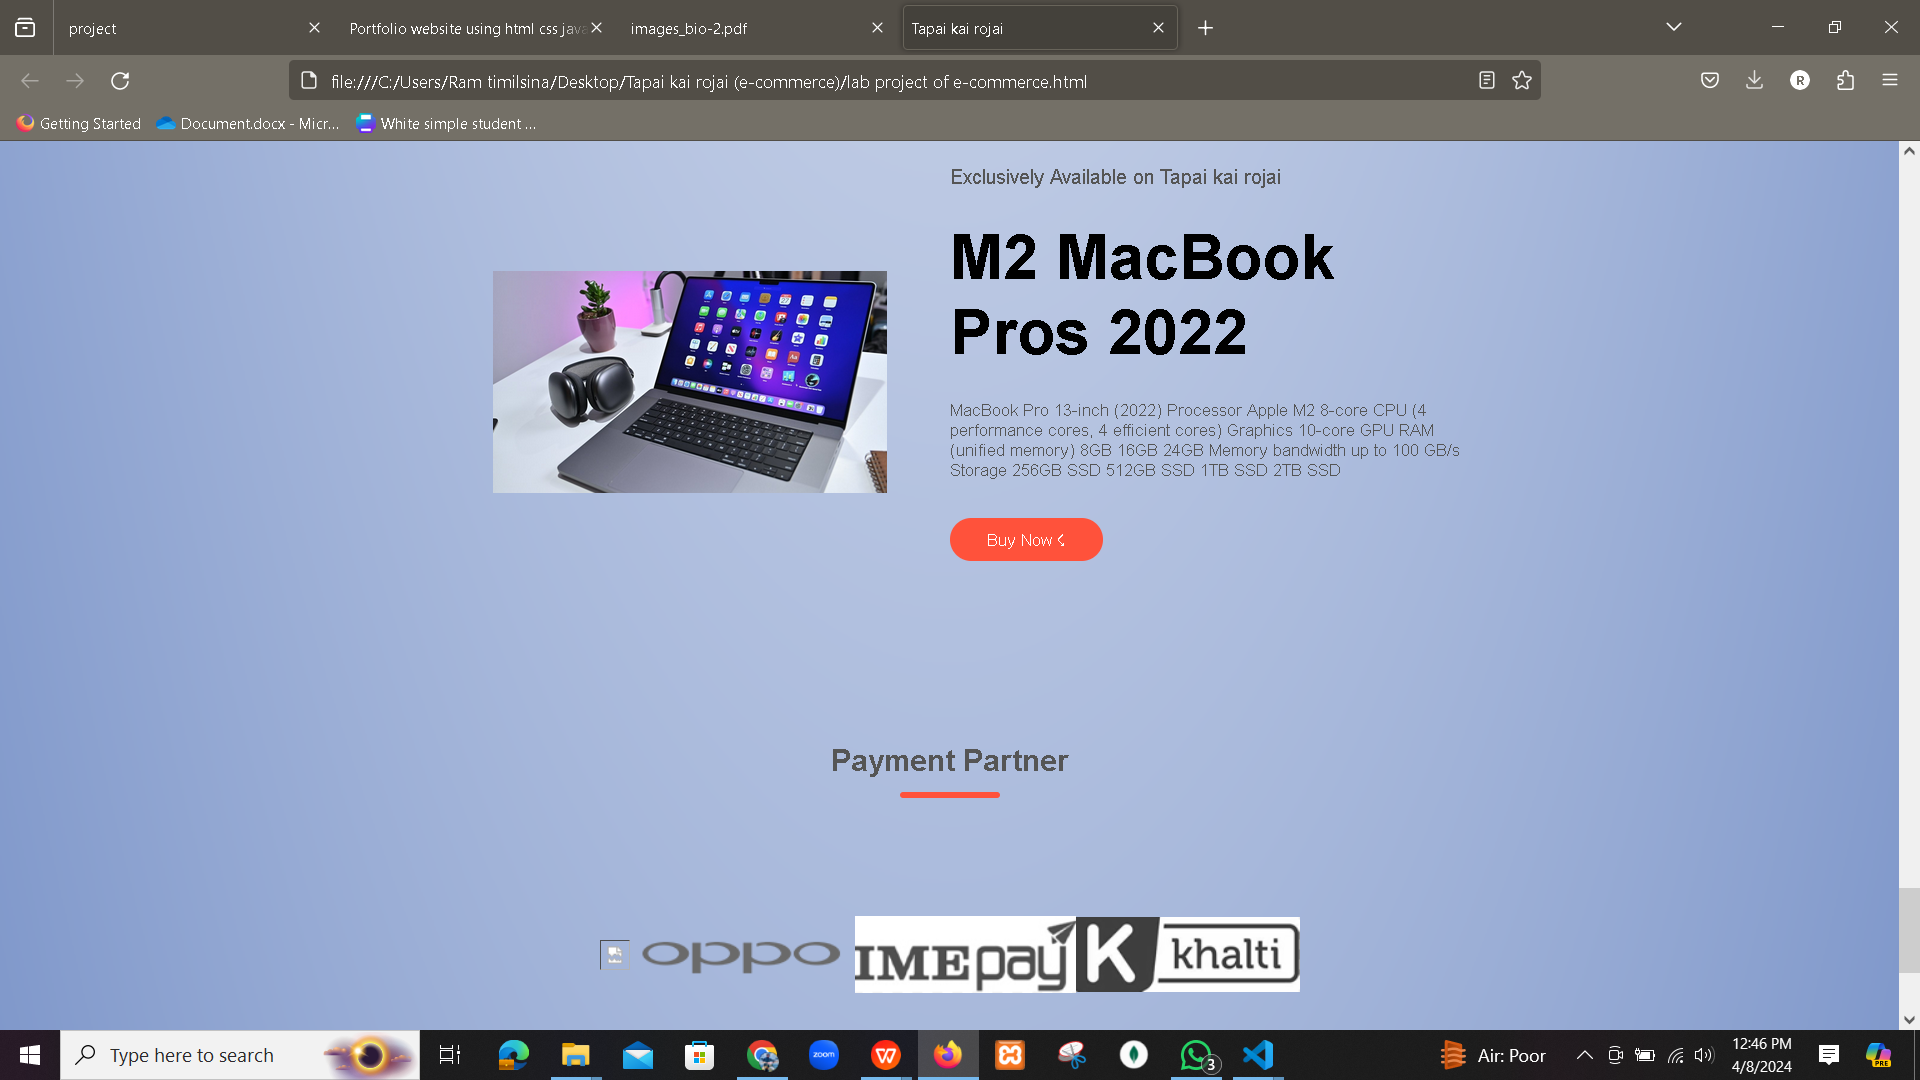 project
Portfolio website using html css java
images_bio-2.pdf
Tapai kai rojai
file:///C:/Users/Ram timilsina/Desktop/Tapai kai rojai (e-commerce)/lab project of e-commerce.html
R
Getting Started
Document.docx - Micr...
White simple student ...
Exclusively Available on Tapai kai rojai
M2 MacBook
Pros 2022
MacBook Pro 13-inch (2022) Processor Apple M2 8-core CPU (4
performance cores, 4 efficient cores) Graphics 10-core GPU RAM
(unified memory) 8GB 16GB 24GB Memory bandwidth up to 100 GB/s
Storage 256GB SSD 512GB SSD 1TB SSD 2TB SSD
Buy Now
Payment Partner
oppo
IMEpay
K khalti
Type here to search
zoom
W
3
Air: Poor
12:46 PM
4/8/2024
PRE